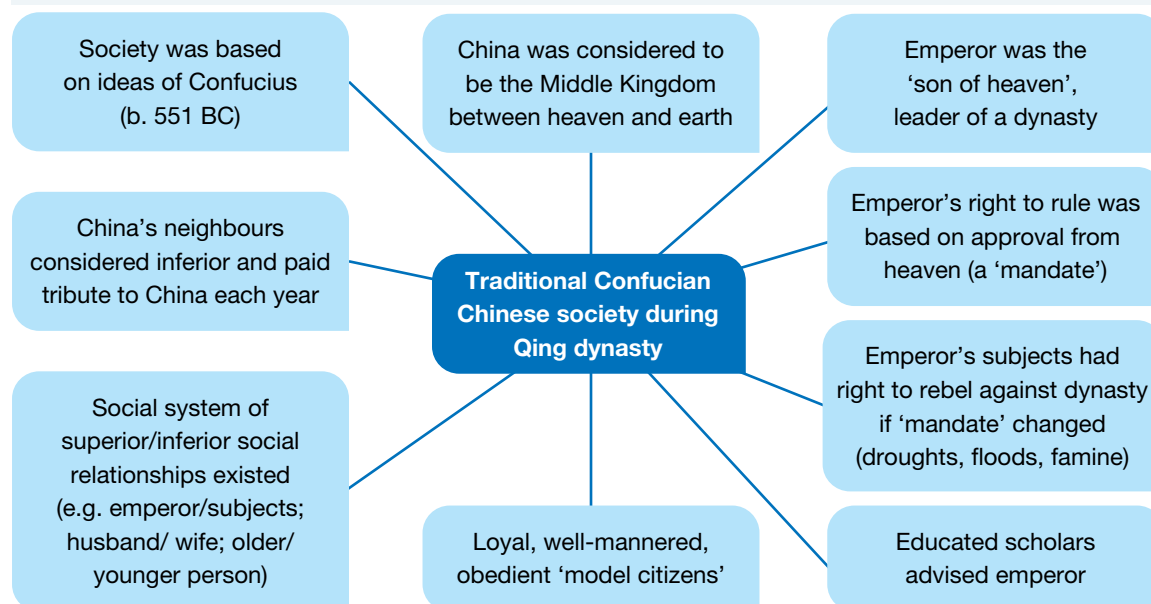 Society was based
on ideas of Confucius
(b. 551 BC)
China was considered to
be the Middle Kingdom
between heaven and earth
Emperor was the
‘son of heaven’,
leader of a dynasty
China’s neighbours
considered inferior and paid
tribute to China each year
Traditional Confucian
Chinese society during
Qing dynasty
Emperor’s right to rule was
based on approval from
heaven (a ‘mandate’)
Emperor’s subjects had
right to rebel against dynasty
if ‘mandate’ changed
(droughts, floods, famine)
Social system of
superior/inferior social
relationships existed
(e.g. emperor/subjects;
husband/ wife; older/
younger person)
Loyal, well-mannered,
obedient ‘model citizens’
Educated scholars
advised emperor